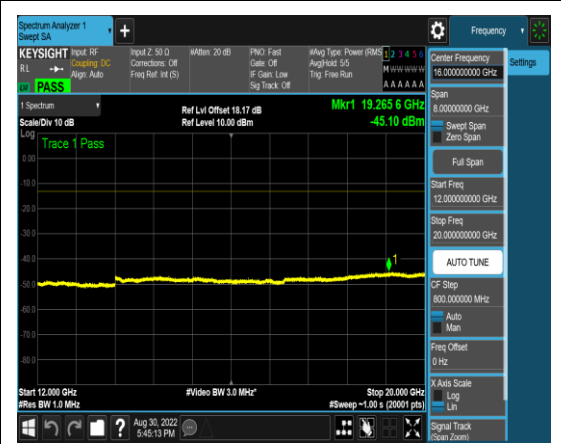 Spectrum Analyzer 1
Swept SA
+
Frequency
KEYSIGHT
RL
PASS
Input: RF
Coupling: DC
Align: Auto
Input Z: 50 Ω
Corrections: Off
Freq Ref: Int (S)
#Atten: 20 dB
PNO: Fast
Gate: Off
IF Gain: Low
Sig Track: Off
#Avg Type: Power (RMS
Avg|Hold: 5/5
Trig: Free Run
1 2 3 4 5 6
M W W W W W
A A A A A A
1 Spectrum
Scale/Div 10 dB
Ref Lvl Offset 18.17 dB
Ref Level 10.00 dBm
Mkr1 19.265 6 GHz
-45.10 dBm
Log
Trace 1 Pass
0.00
-10.0
-20.0
-30.0
-40.0
-50.0
-60.0
-70.0
-80.0
1
Start 12.000 GHz
#Res BW 1.0 MHz
#Video BW 3.0 MHz*
Stop 20.000 GHz
#Sweep ~1.00 s (20001 pts)
Aug 30, 2022
5:45:13 PM
Settings
Center Frequency
16.000000000 GHz
Span
8.00000000 GHz
Swept Span
Zero Span
Full Span
Start Freq
12.000000000 GHz
Stop Freq
20.000000000 GHz
AUTO TUNE
CF Step
800.000000 MHz
Auto
Man
Freq Offset
0 Hz
X Axis Scale
Log
Lin
Signal Track
(Span Zoom)